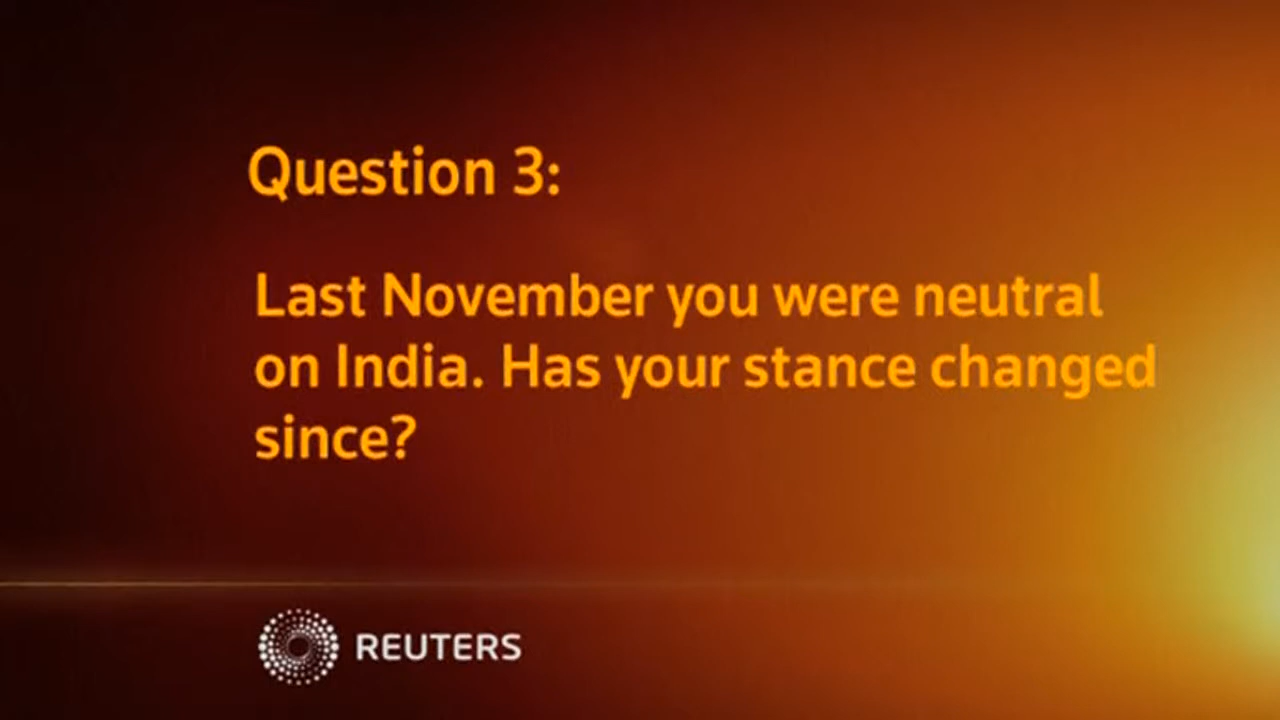 Question 3:
Last November you were neutral
on India. Has your stance changed
since?
REUTERS